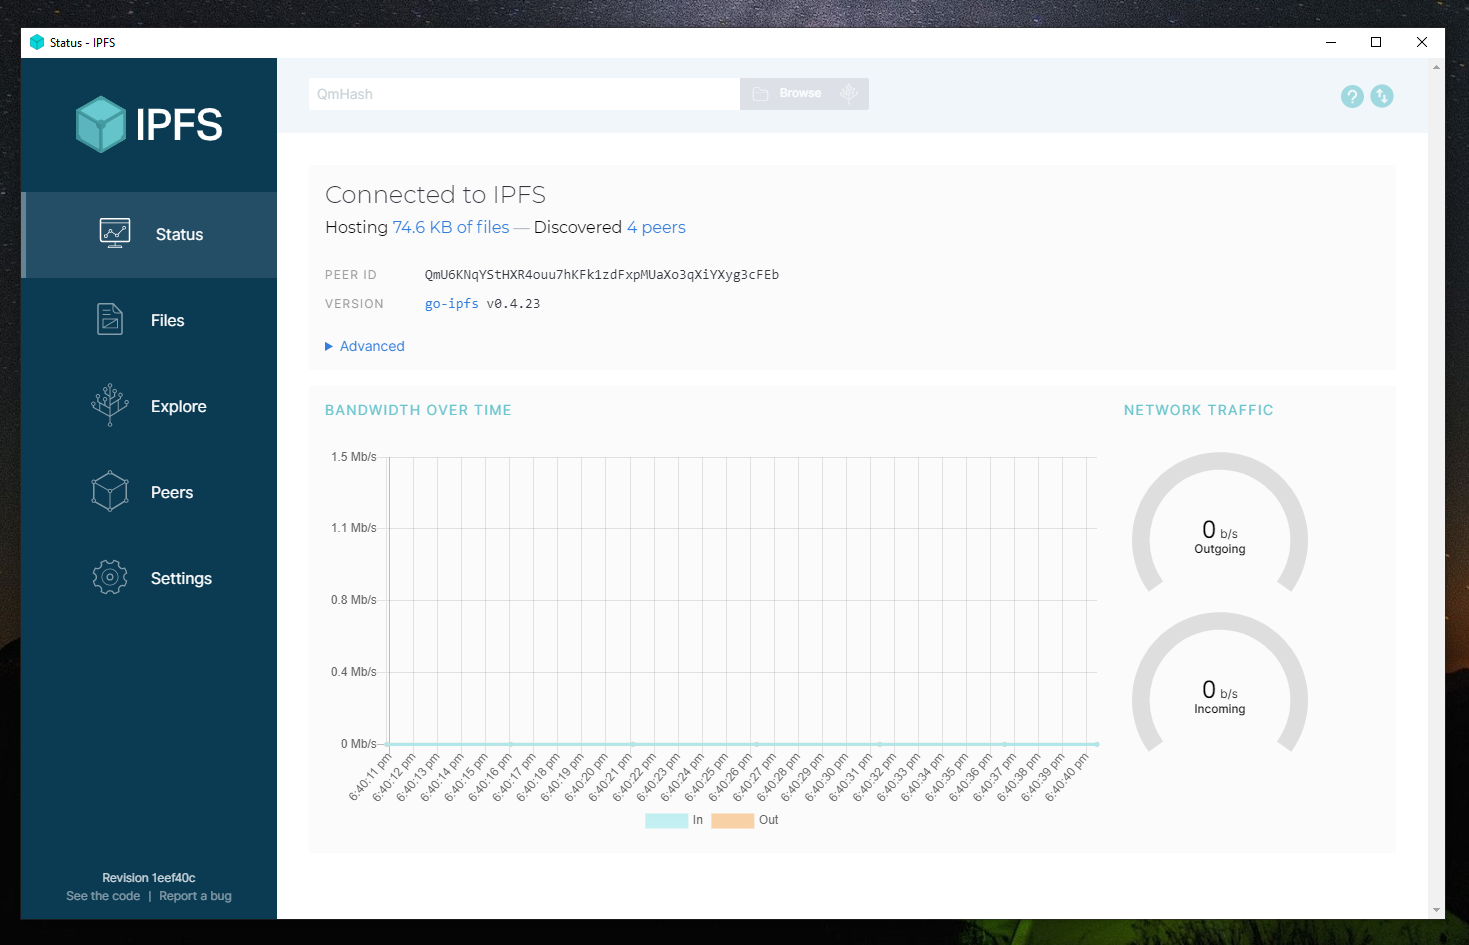 Status - IPFS
IPFS
QmHash
Browse
Status
Files
Explore
Peers
Settings
Revision 1eef40c
See the code | Report a bug
Connected to IPFS
Hosting 74.6 KB of files — Discovered 4 peers
PEER ID QmU6KNqYStHXR4ouu7hKFk1zdFxpMUaXo3qXiYXyg3cFEb
VERSION go-ipfs v0.4.23
Advanced
BANDWIDTH OVER TIME
1.5 Mb/s
1.1 Mb/s
0.8 Mb/s
0.4 Mb/s
0 Mb/s
6:40:11 pm
6:40:12 pm
6:40:13 pm
6:40:14 pm
6:40:15 pm
6:40:16 pm
6:40:17 pm
6:40:18 pm
6:40:19 pm
6:40:20 pm
6:40:21 pm
6:40:22 pm
6:40:23 pm
6:40:24 pm
6:40:25 pm
6:40:26 pm
6:40:27 pm
6:40:28 pm
6:40:29 pm
6:40:30 pm
6:40:31 pm
6:40:32 pm
6:40:33 pm
6:40:34 pm
6:40:35 pm
6:40:36 pm
6:40:37 pm
6:40:38 pm
6:40:39 pm
6:40:40 pm
In Out
NETWORK TRAFFIC
0 b/s
Outgoing
0 b/s
Incoming